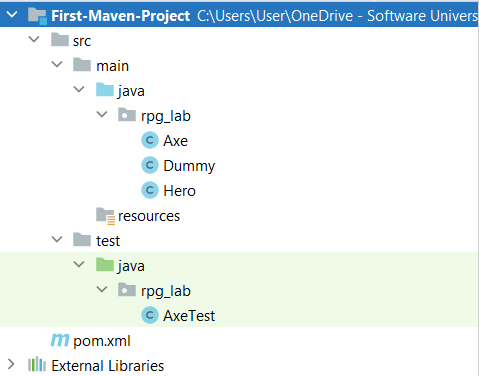 First-Maven-Project C:\Users\User\OneDrive - Software Univers
src
main
java
rpg_lab
C Axe
C Dummy
C Hero
resources
test
java
rpg_lab
C AxeTest
m pom.xml
External Libraries